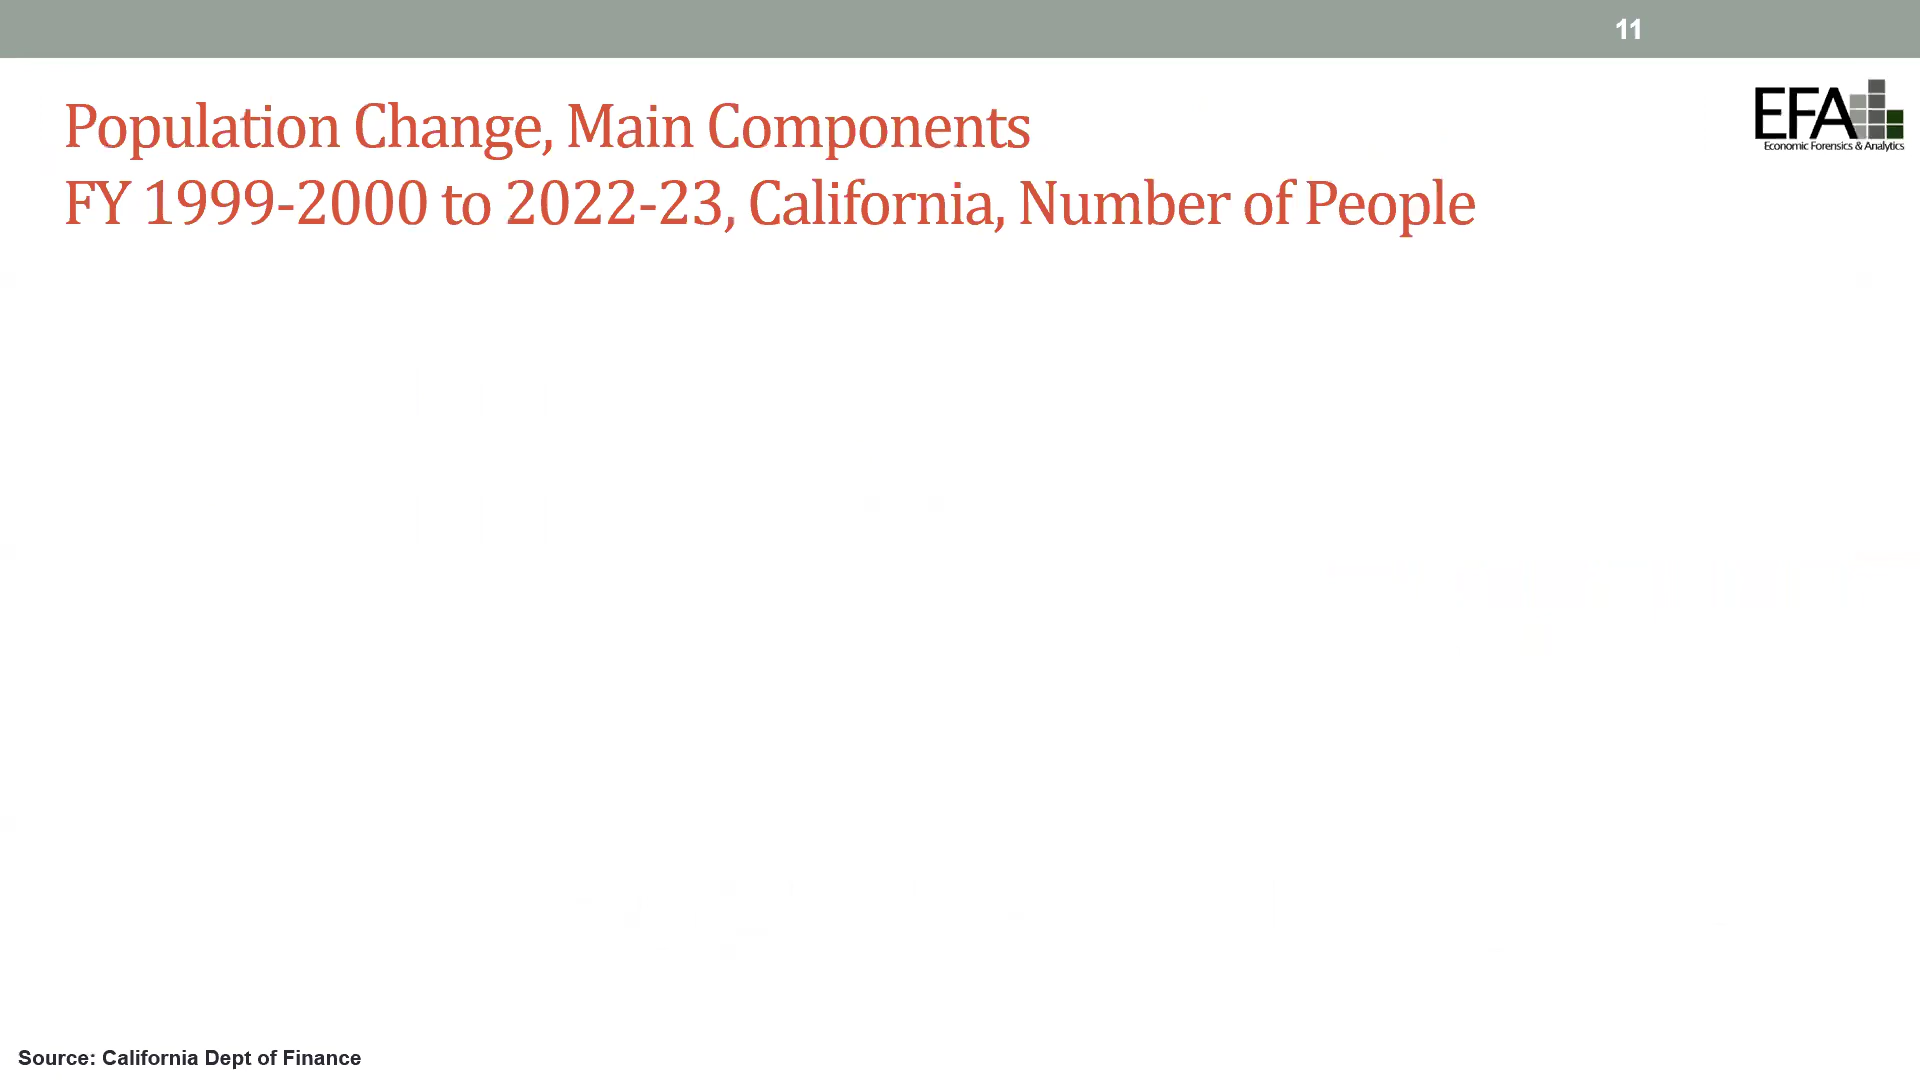 11
Population Change, Main Components
FY 1999-2000 to 2022-23, California, Number of People
EFA
Economic Forensics & Analytics
Source: California Dept of Finance